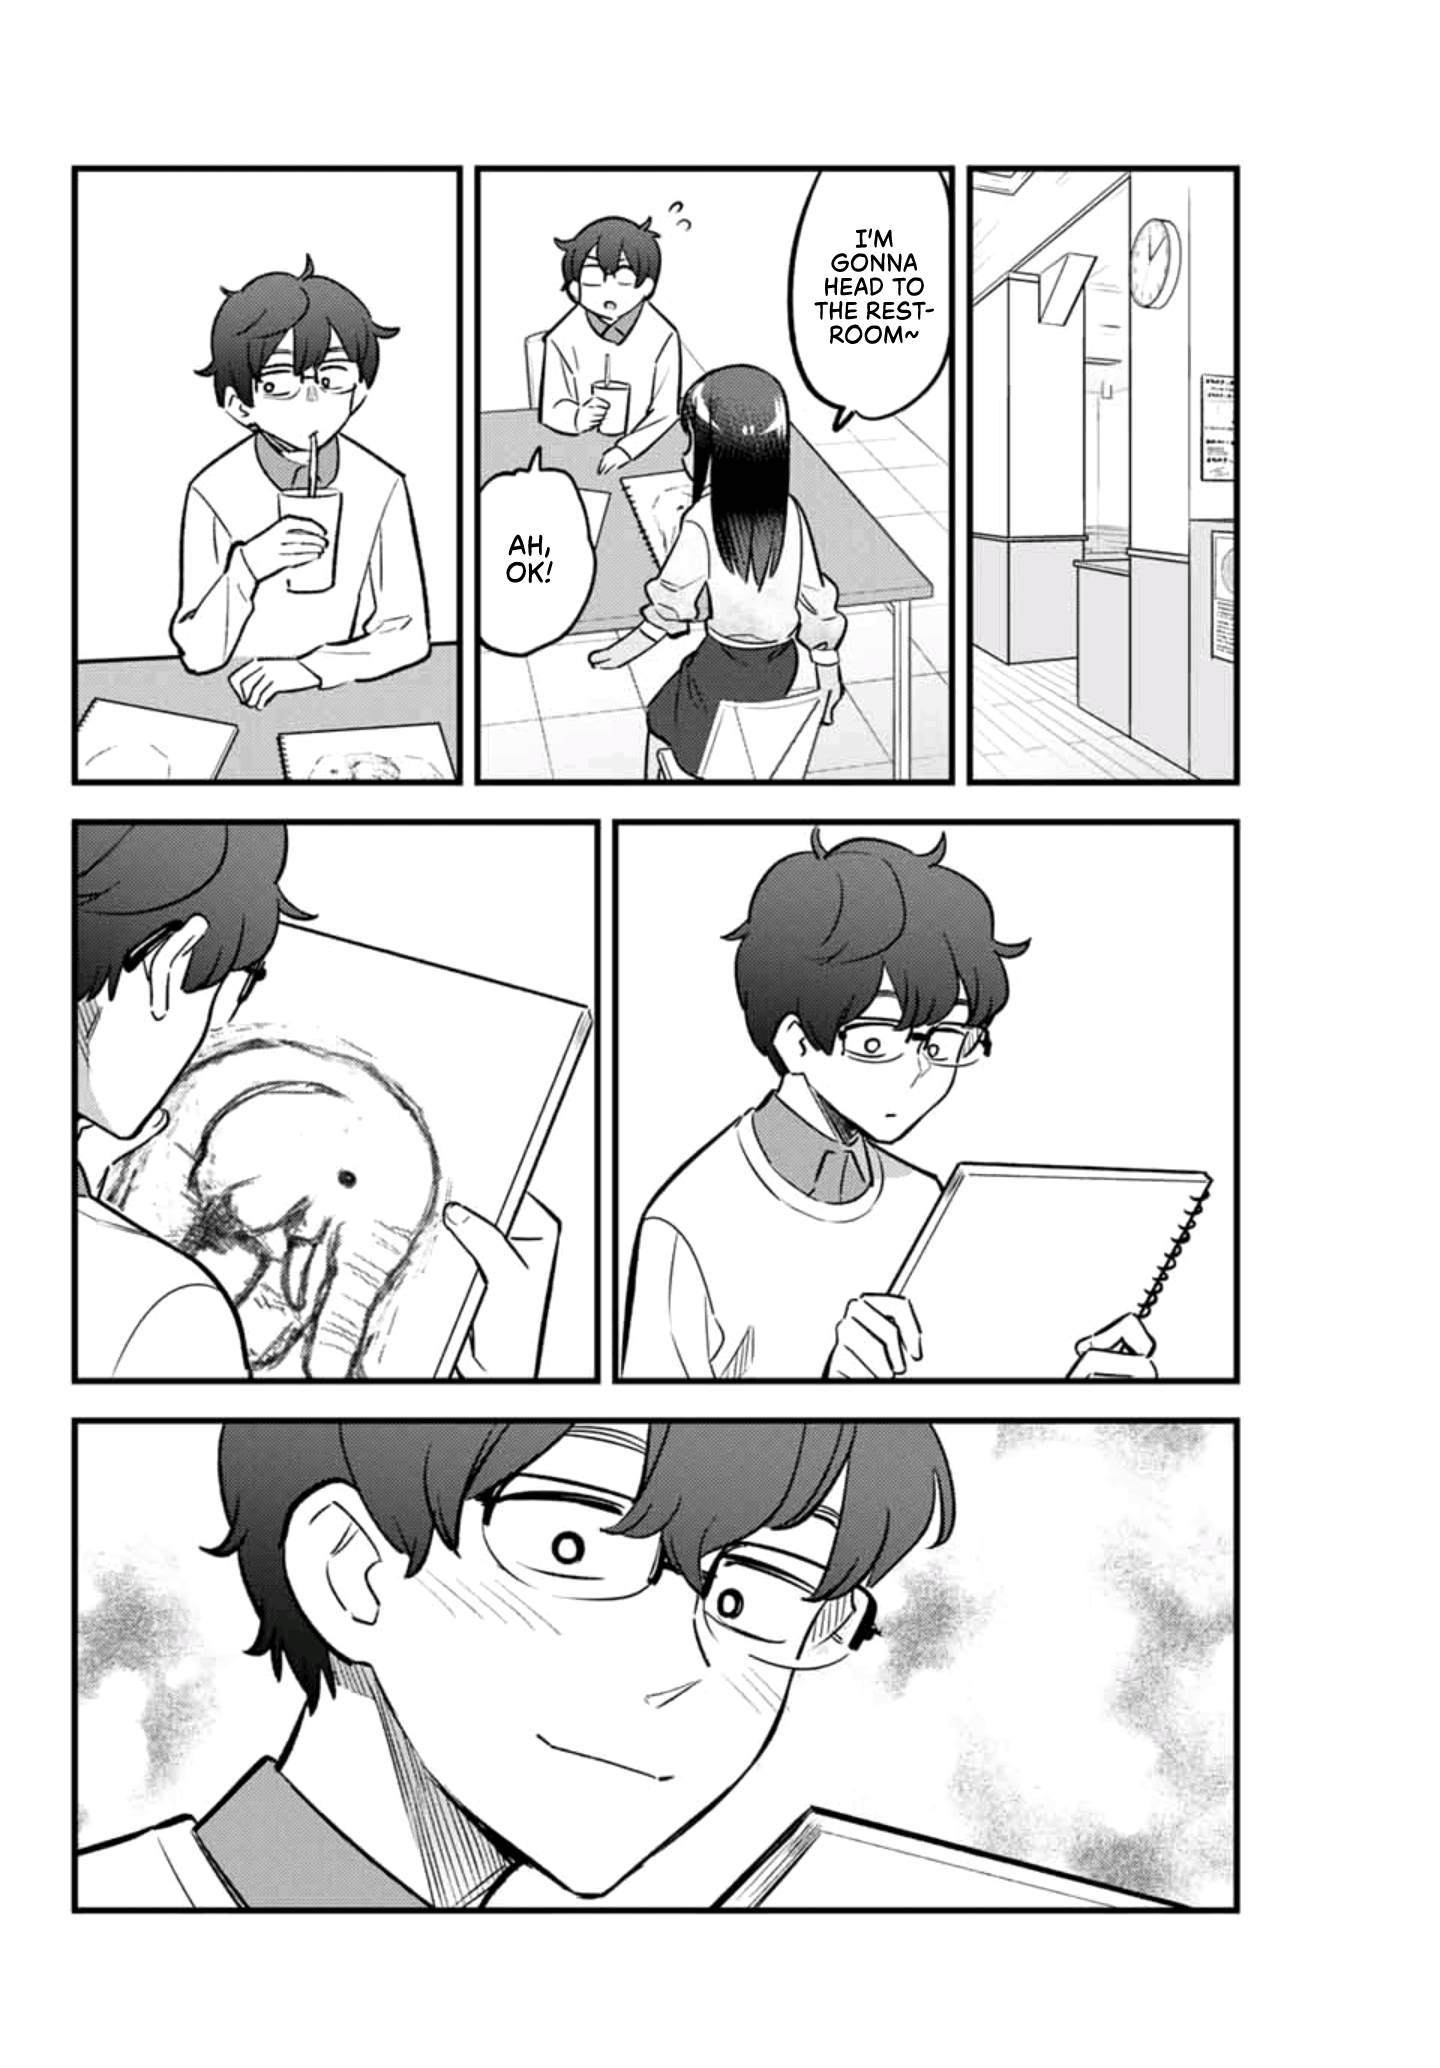 I'M
GONNA
HEAD TO
THE REST-
ROOM~
AH,
OK!